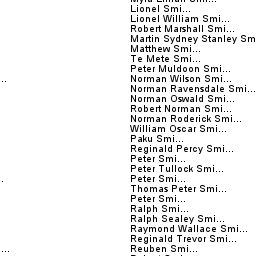 Lionel Smi...
Lionel William Smi...
Robert Marshall Smi...
Martin Sydney Stanley Sm
Matthew Smi...
Te Mete Smi...
Peter Muldoon Smi...
... Norman Wilson Smi...
Norman Ravensdale Smi...
Norman Oswald Smi...
Robert Norman Smi...
Norman Roderick Smi...
William Oscar Smi...
Paku Smi...
Reginald Percy Smi...
Peter Smi...
Peter Tullock Smi...
Peter Smi...
Thomas Peter Smi...
Peter Smi...
Ralph Smi...
Ralph Sealey Smi...
Raymond Wallace Smi...
Reginald Trevor Smi...
... Reuben Smi...